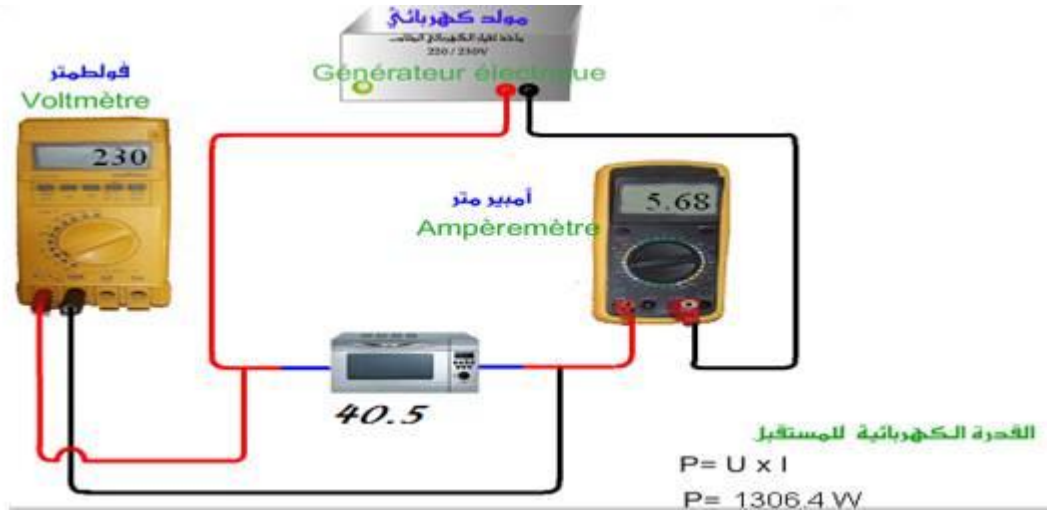 مولد كهربائي
220 / 230V
Générateur électrique
فولطمتر
Voltmètre
230
أمبير متر
Ampèremètre
5.68
40.5
القدرة الكهربائية للمستقبل
P= U x I
P= 1306.4 W